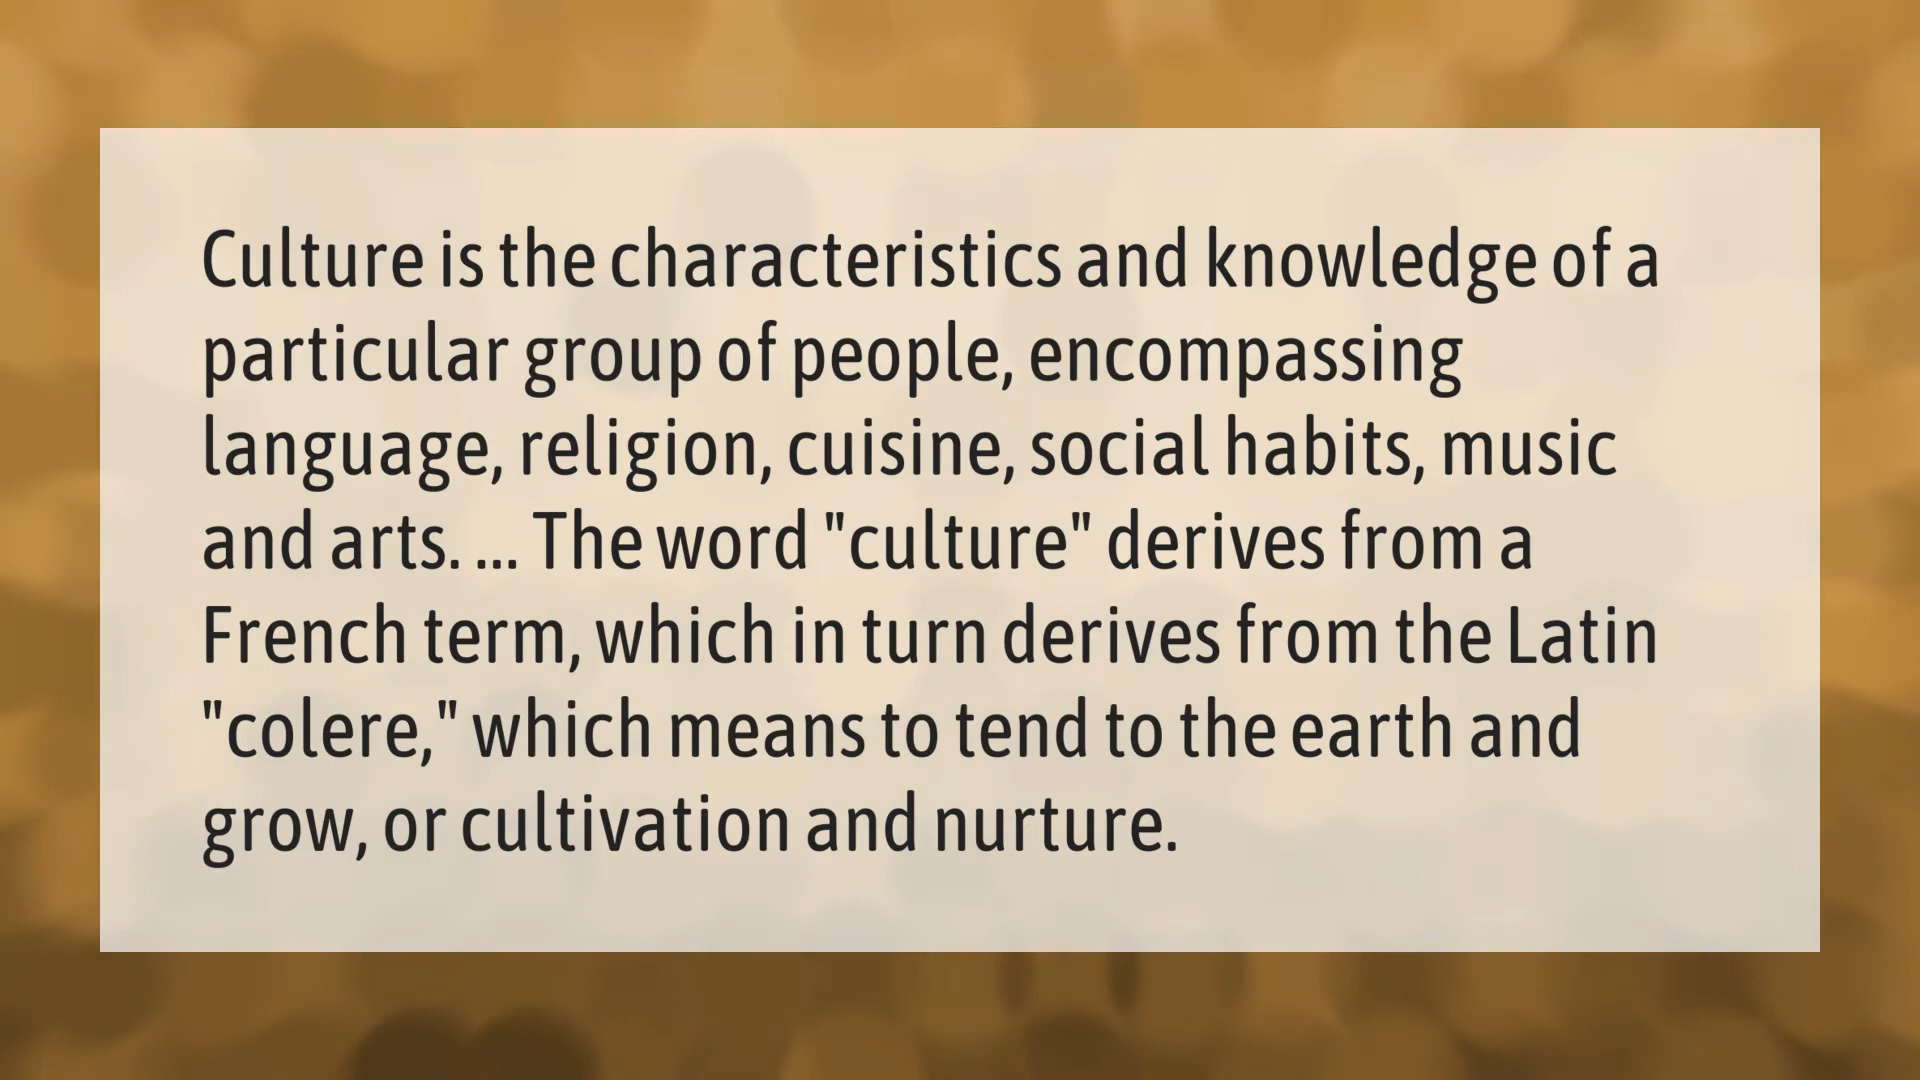 Culture is the characteristics and knowledge of a
particular group of people, encompassing
language, religion, cuisine, social habits, music
and arts. ... The word "culture" derives from a
French term, which in turn derives from the Latin
"colere," which means to tend to the earth and
grow, or cultivation and nurture.